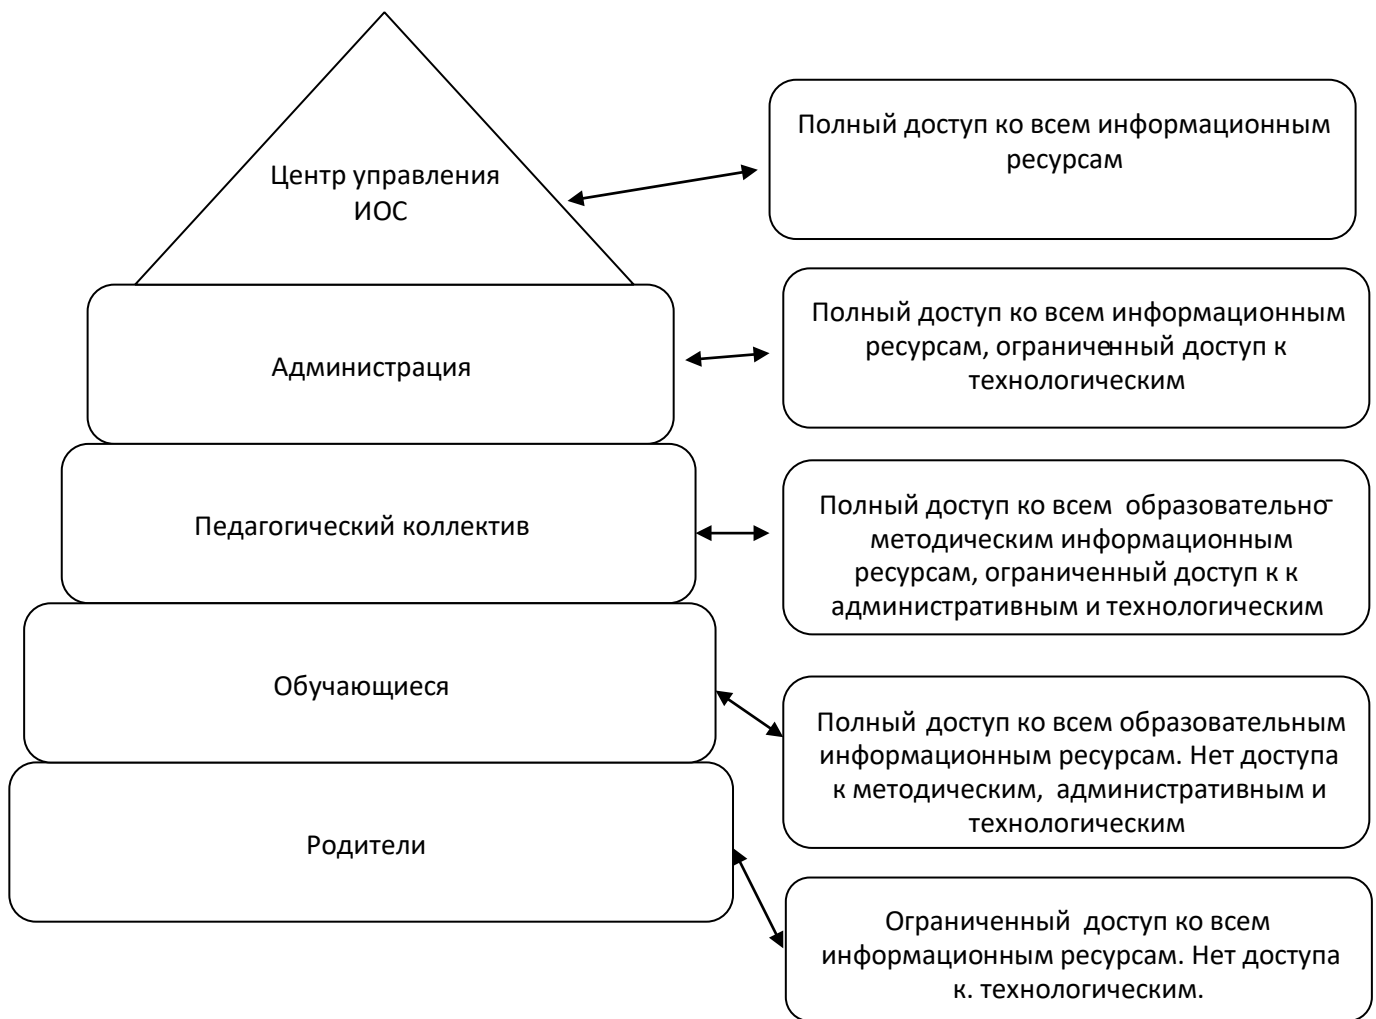 Центр управления
ИОС
Полный доступ ко всем информационным
ресурсам
Администрация
Полный доступ ко всем информационным
ресурсам, ограниченный доступ к
технологическим
Педагогический коллектив
Полный доступ ко всем образовательно-
методическим информационным
ресурсам, ограниченный доступ к к
административным и технологическим
Обучающиеся
Полный доступ ко всем образовательным
информационным ресурсам. Нет доступа
к методическим, административным и
технологическим
Родители
Ограниченный доступ ко всем
информационным ресурсам. Нет доступа
к. технологическим.